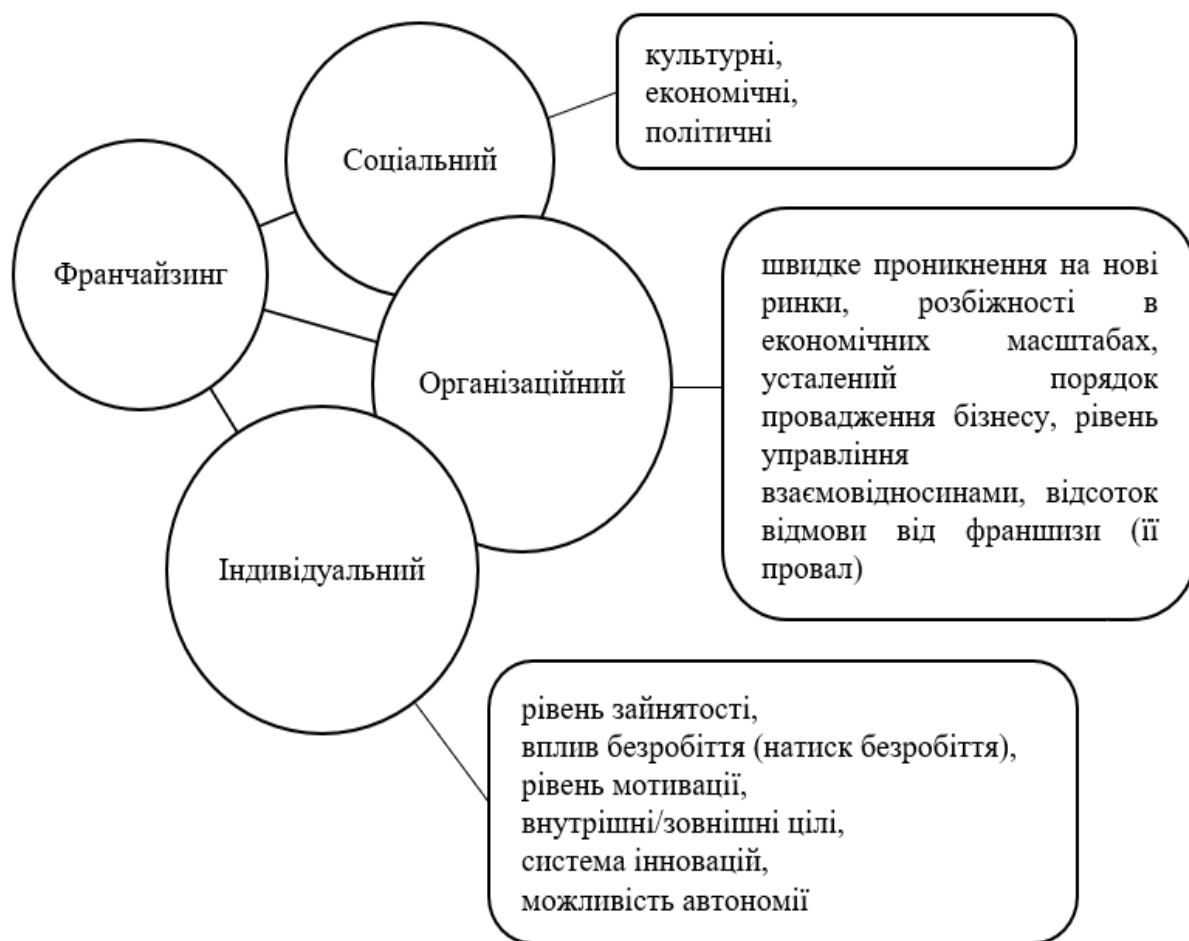 культурні,
економічні,
політичні
Соціальний
Франчайзинг
швидке проникнення на нові
ринки, розбіжності в
економічних масштабах,
усталений порядок
провадження бізнесу, рівень
управління
взаємовідносинами, відсоток
відмови від франшизи (її
провал)
Організаційний
Індивідуальний
рівень зайнятості,
вплив безробіття (натиск безробіття),
рівень мотивації,
внутрішні/зовнішні цілі,
система інновацій,
можливість автономії